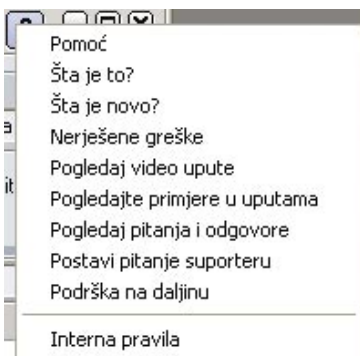 Pomoć
Šta je to?
Šta je novo?
Nerješene greške
Pogledaj video upute
Pogledajte primjere u uputama
Pogledaj pitanja i odgovore
Postavi pitanje suporteru
Podrška na daljinu
Interna pravila